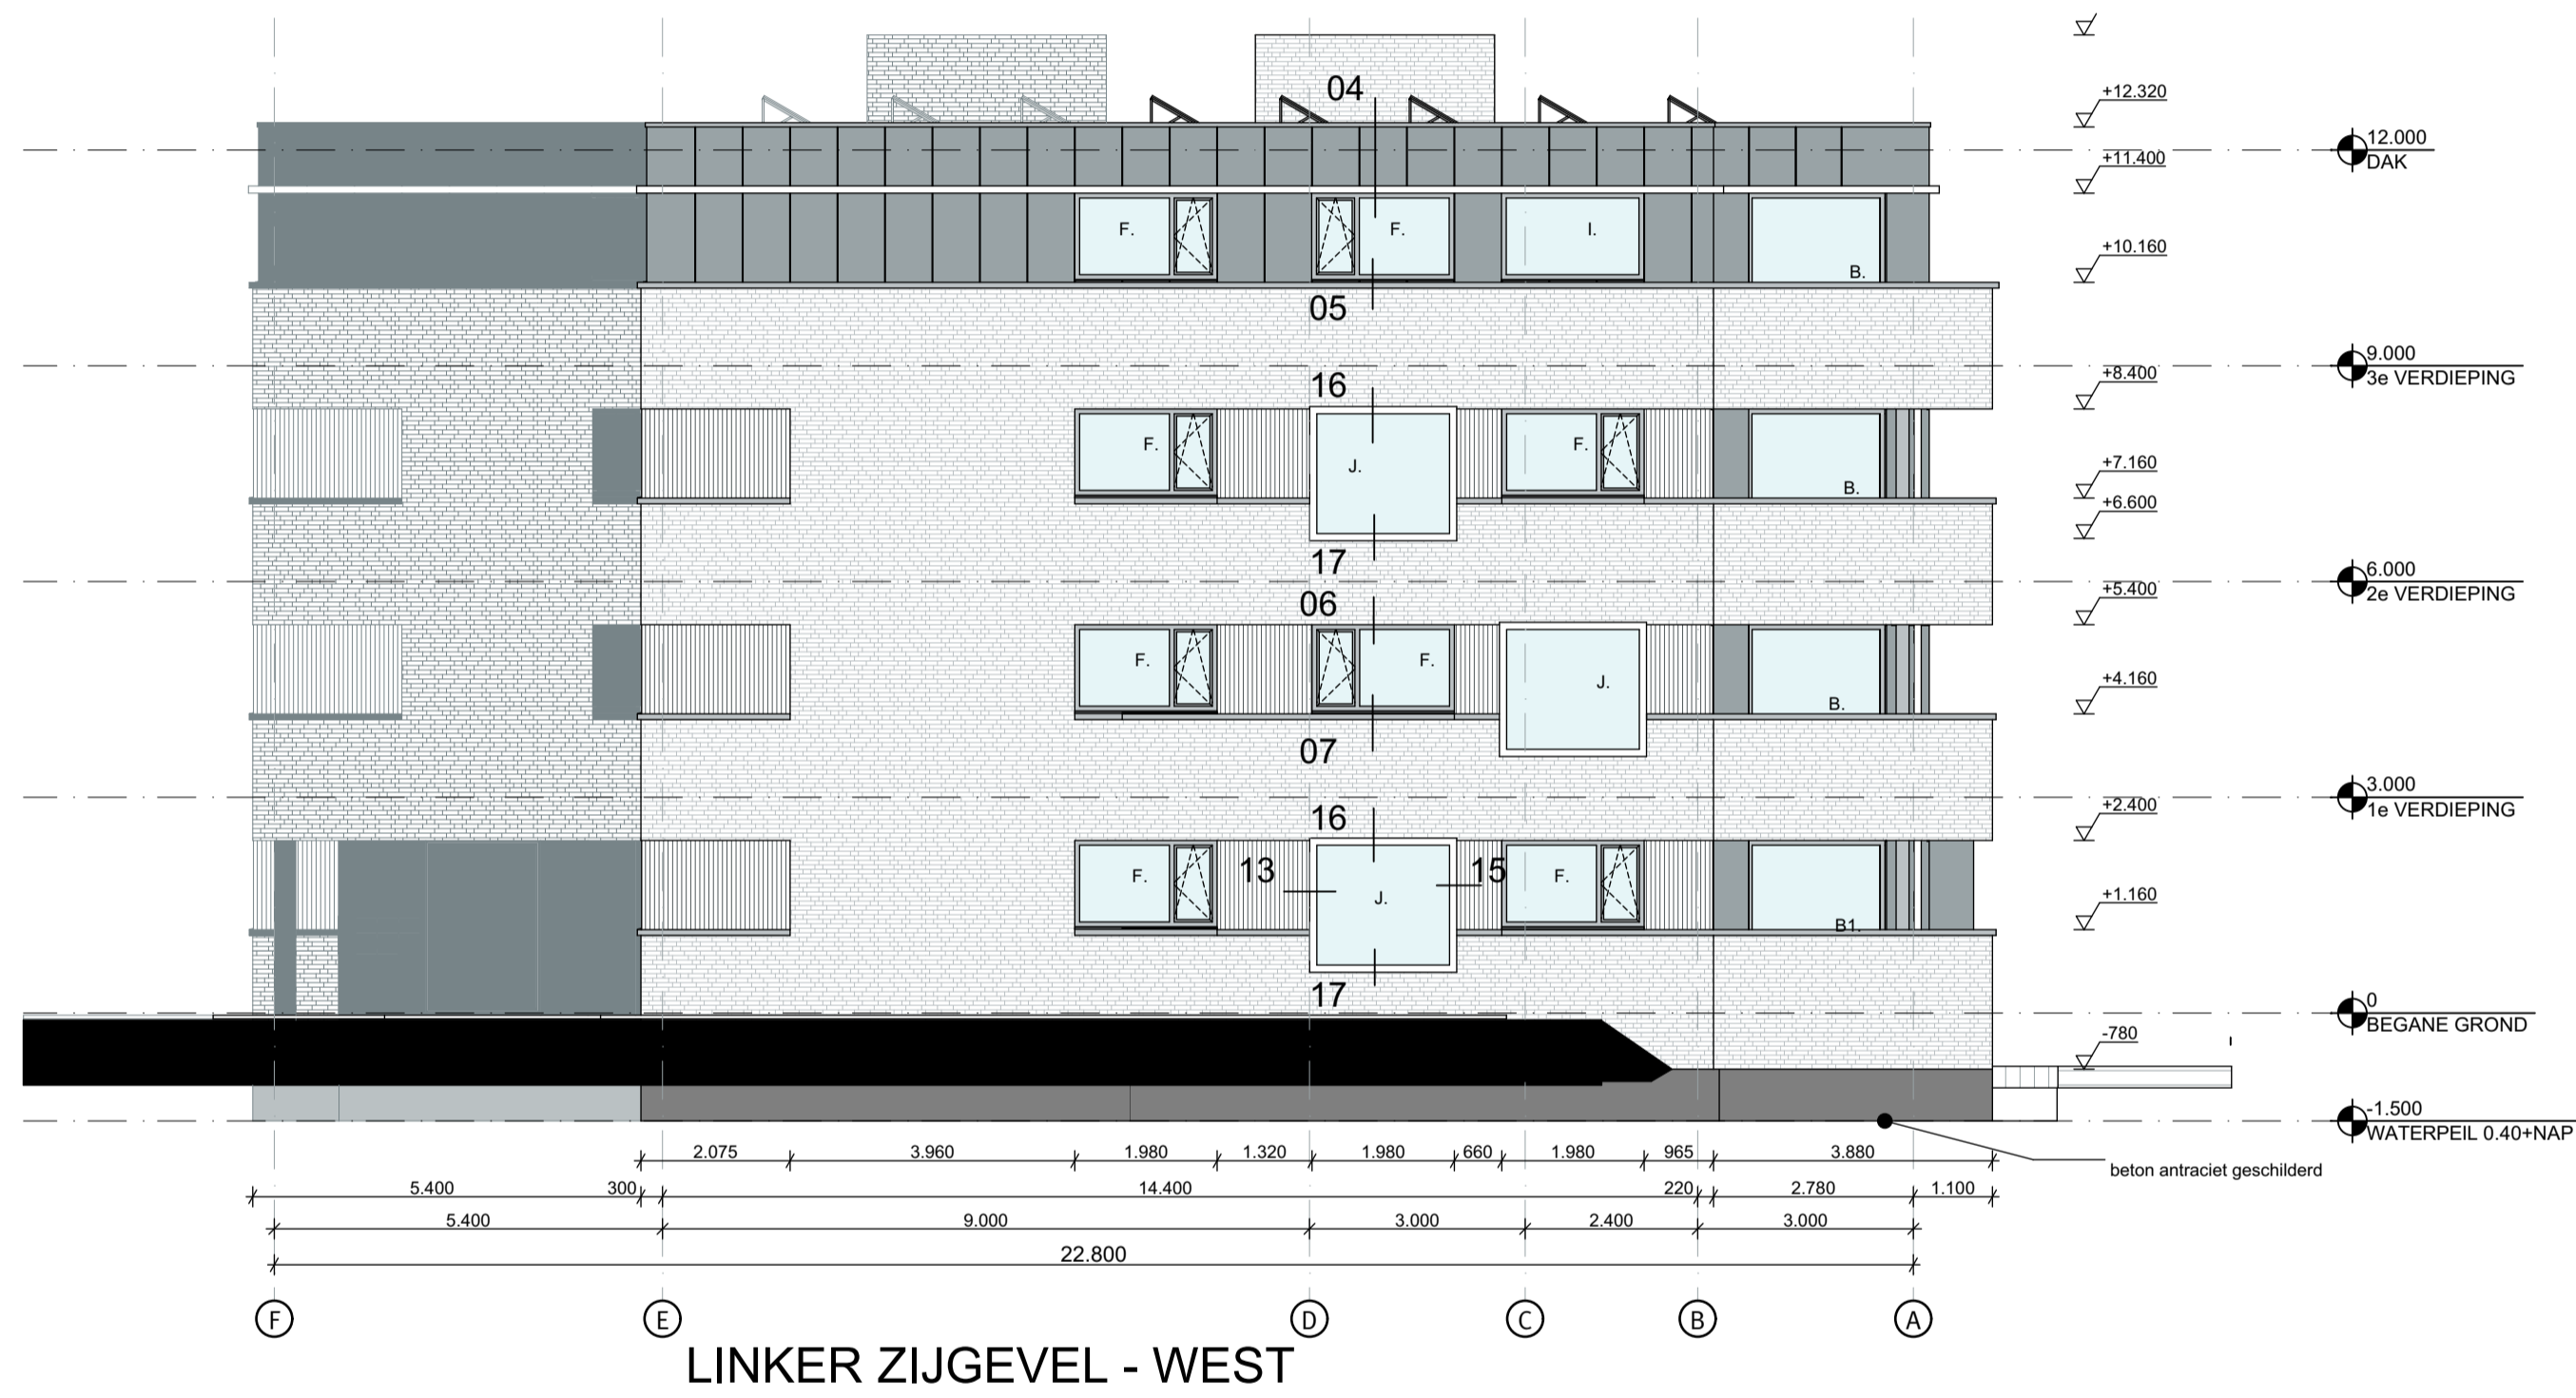 04
+12.320
12.000
DAK
+11.400
F.
F.
I.
B.
+10.160
05
9.000
3e VERDIEPING
16
+8.400
F.
J.
F.
B.
+7.160
+6.600
17
6.000
2e VERDIEPING
06
+5.400
F.
F.
J.
B.
+4.160
07
3.000
1e VERDIEPING
16
+2.400
F.
13
J.
15
F.
B1.
+1.160
17
0
BEGANE GROND
-780
-1.500
WATERPEIL 0.40+NAP
beton antraciet geschilderd
2.075 3.960 1.980 1.320 1.980 660 1.980 965 3.880
5.400 300 14.400 220 2.780 1.100
5.400 9.000 3.000 2.400 3.000
22.800
F E D C B A
LINKER ZIJGEVEL - WEST